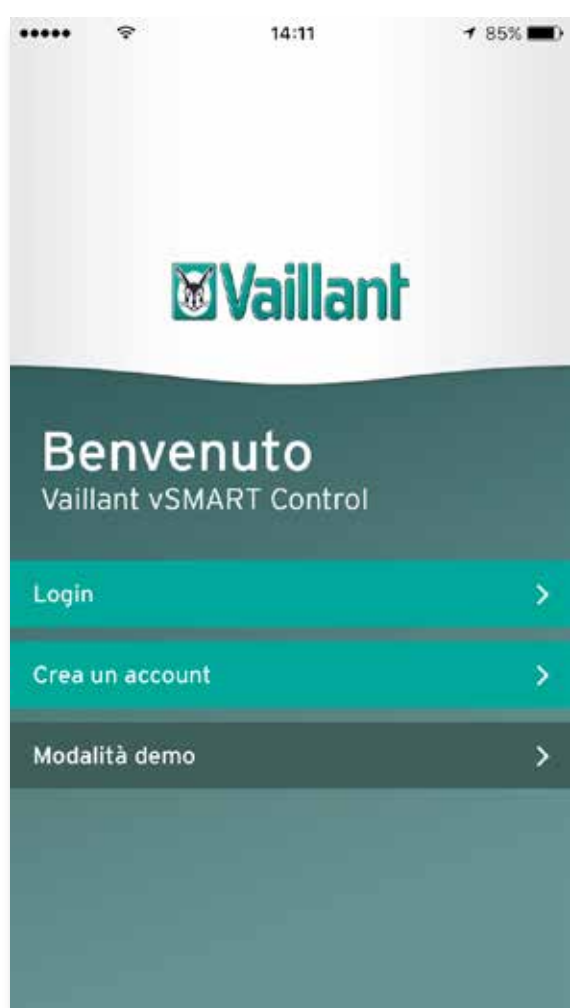 14:11
85%
Vaillant
Benvenuto
Vaillant vSMART Control
Login
Crea un account
Modalità demo